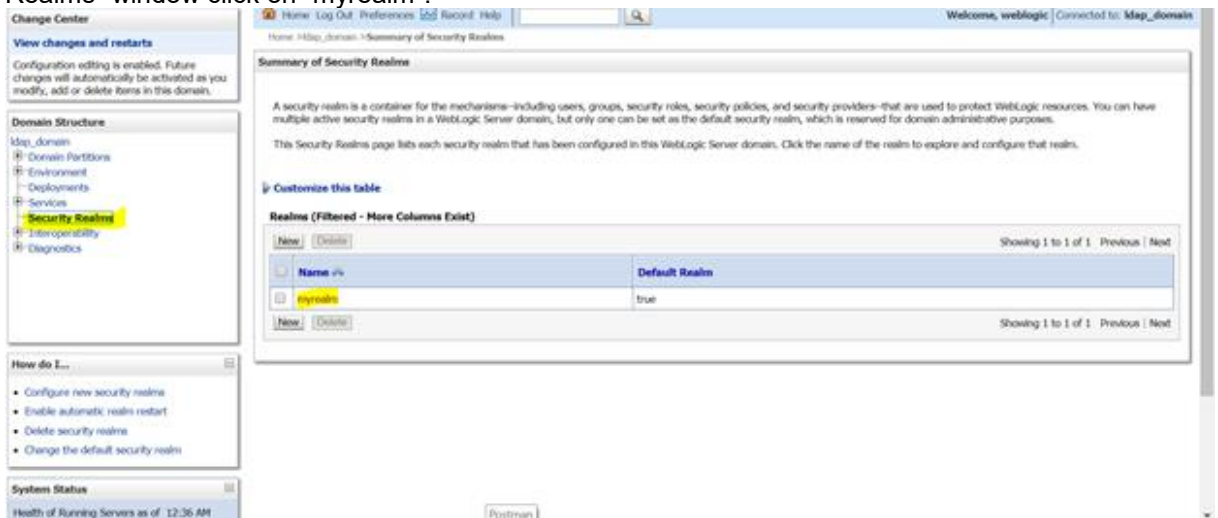 Realms" window click on "myrealm".
Change Center
View changes and restarts
Configuration editing is enabled. Future
changes will automatically be activated as you
modify, add or delete items in this domain.
Domain Structure
ldap_domain
Domain Partitions
Environment
Deployments
Services
Security Realms
Interoperability
Diagnostics
How do I...
Configure new security realms
Enable automatic realm restart
Delete security realms
Change the default security realm
System Status
Health of Running Servers as of 12:36 AM
Home Log Out Preferences Record Help
Welcome, weblogic Connected to: ldap_domain
Home >ldap_domain >Summary of Security Realms
Summary of Security Realms
A security realm is a container for the mechanisms--including users, groups, security roles, security policies, and security providers--that are used to protect WebLogic resources. You can have
multiple active security realms in a WebLogic Server domain, but only one can be set as the default security realm, which is reserved for domain administrative purposes.
This Security Realms page lists each security realm that has been configured in this WebLogic Server domain. Click the name of the realm to explore and configure that realm.
Customize this table
Realms (Filtered - More Columns Exist)
New Delete Showing 1 to 1 of 1 Previous | Next
Name Default Realm
myrealm true
New Delete Showing 1 to 1 of 1 Previous | Next
Postman